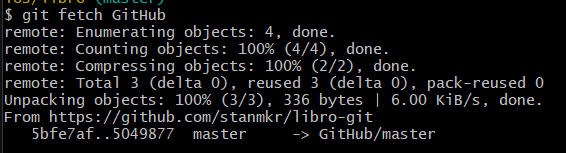 $ git fetch GitHub
remote: Enumerating objects: 4, done.
remote: Counting objects: 100% (4/4), done.
remote: Compressing objects: 100% (2/2), done.
remote: Total 3 (delta 0), reused 3 (delta 0), pack-reused 0
Unpacking objects: 100% (3/3), 336 bytes | 6.00 KiB/s, done.
From https://github.com/stanmkr/libro-git
   5bfe7af..5049877  master     -> GitHub/master